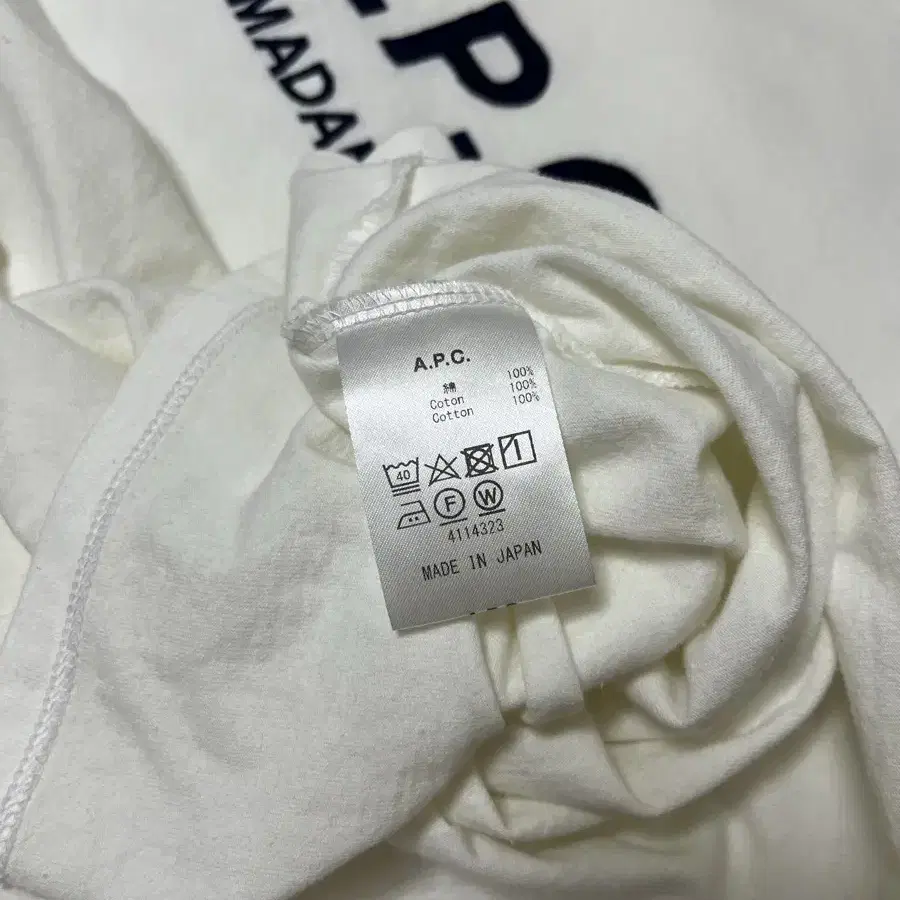 .P.C
MADAM
A.P.C.
綿 100%
Coton 100%
Cotton 100%
40
F W
4114323
MADE IN JAPAN